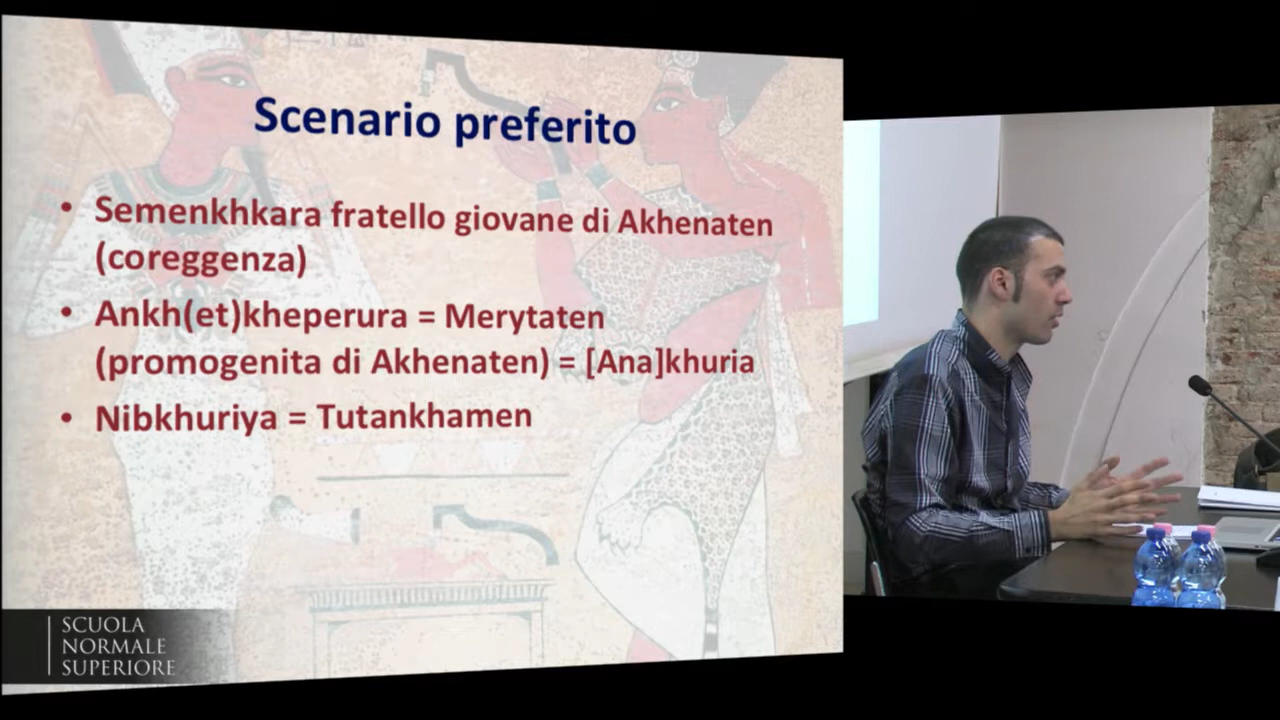 Scenario preferito
• Semenkhkara fratello giovane di Akhenaten
(coreggenza)
• Ankh(et)kheperura = Merytaten
(promogenita di Akhenaten) = [Ana]khuria
• Nibkhuriya = Tutankhamen
SCUOLA
NORMALE
SUPERIORE